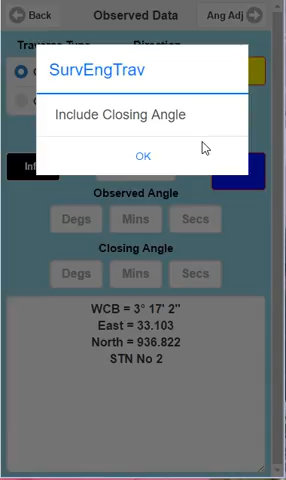 Back
Observed Data
Ang Adj
SurvEngTrav
Include Closing Angle
OK
Observed Angle
Degs Mins Secs
Closing Angle
Degs Mins Secs
WCB = 3° 17' 2"
East = 33.103
North = 936.822
STN No 2